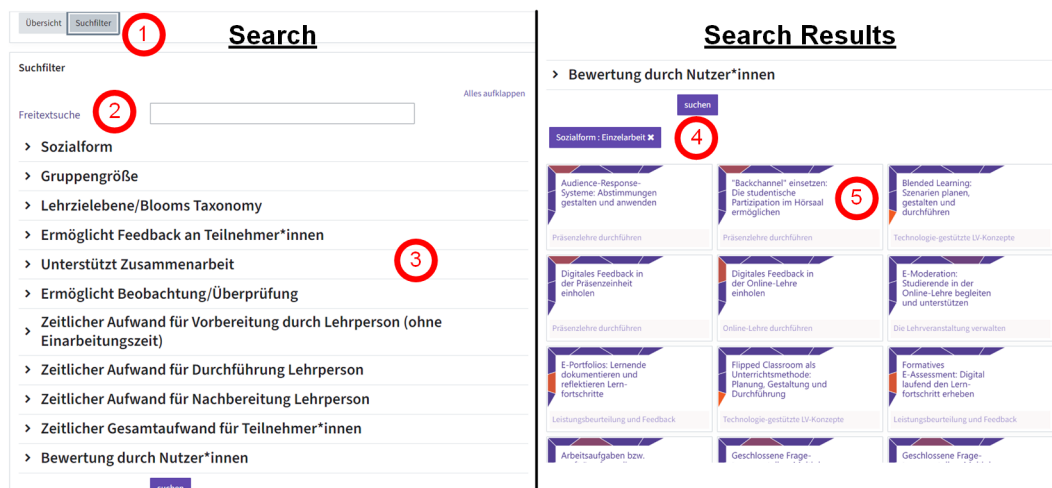 Übersicht
Suchfilter
1
Search
Suchfilter
Alles aufklappen
Freitextsuche
2
Sozialform
Gruppengröße
Lehrzielebene/Blooms Taxonomy
Ermöglicht Feedback an Teilnehmer*innen
3
Unterstützt Zusammenarbeit
Ermöglicht Beobachtung/Überprüfung
Zeitlicher Aufwand für Vorbereitung durch Lehrperson (ohne
Einarbeitungszeit)
Zeitlicher Aufwand für Durchführung Lehrperson
Zeitlicher Aufwand für Nachbereitung Lehrperson
Zeitlicher Gesamtaufwand für Teilnehmer*innen
Bewertung durch Nutzer*innen
suchen
Search Results
Bewertung durch Nutzer*innen
suchen
Sozialform : Einzelarbeit ✖
4
Audience-Response-
Systeme: Abstimmungen
gestalten und anwenden
Präsenzlehre durchführen
"Backchannel" einsetzen:
Die studentische
Partizipation im Hörsaal
ermöglichen
5
Präsenzlehre durchführen
Blended Learning:
Szenarien planen,
gestalten und
durchführen
Technologie-gestützte LV-Konzepte
Digitales Feedback in
der Präsenzeinheit
einholen
Präsenzlehre durchführen
Digitales Feedback in
der Online-Lehre
einholen
Online-Lehre durchführen
E-Moderation:
Studierende in der
Online-Lehre begleiten
und unterstützen
Die Lehrveranstaltung verwalten
E-Portfolios: Lernende
dokumentieren und
reflektieren Lern-
fortschritte
Leistungsbeurteilung und Feedback
Flipped Classroom als
Unterrichtsmethode:
Planung, Gestaltung und
Durchführung
Technologie-gestützte LV-Konzepte
Formatives
E-Assessment: Digital
laufend den Lern-
fortschritt erheben
Leistungsbeurteilung und Feedback
Arbeitsaufgaben bzw.
Geschlossene Frage-
Geschlossene Frage-